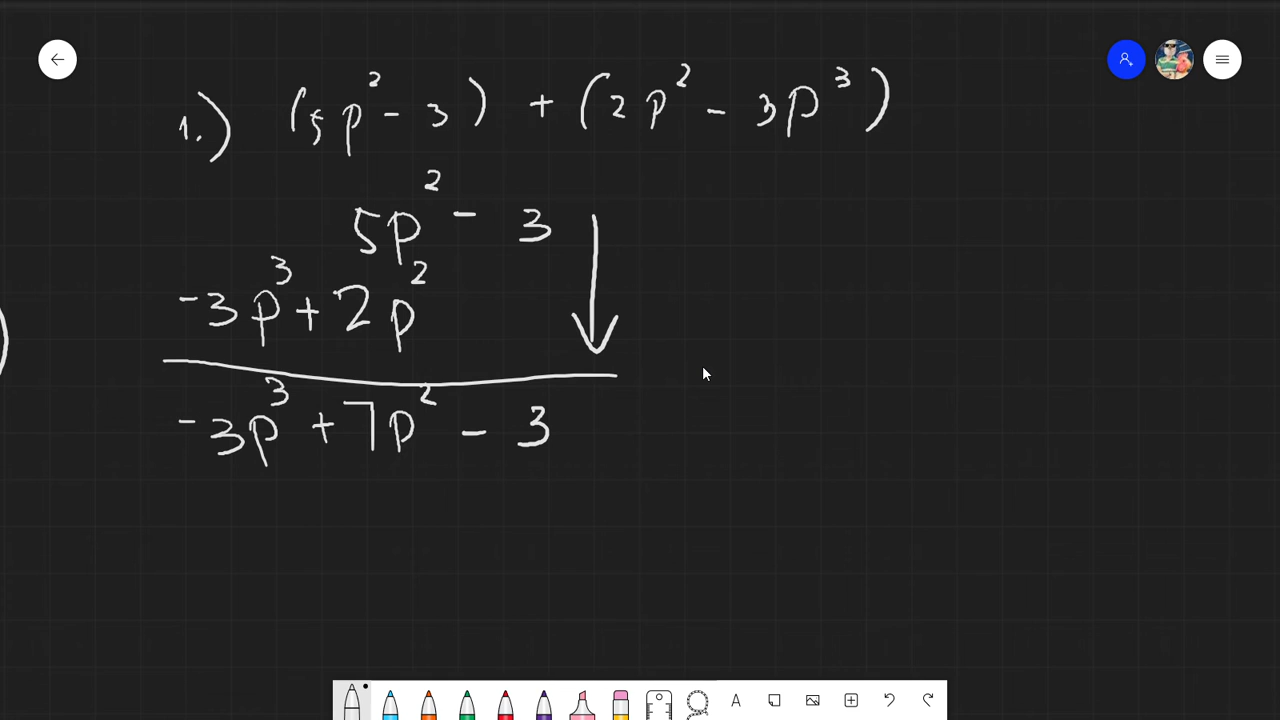 1.) (5p² - 3) + (2p² - 3p³)
5p² - 3
-3p³ + 2p²
-3p³ + 7p² - 3
A